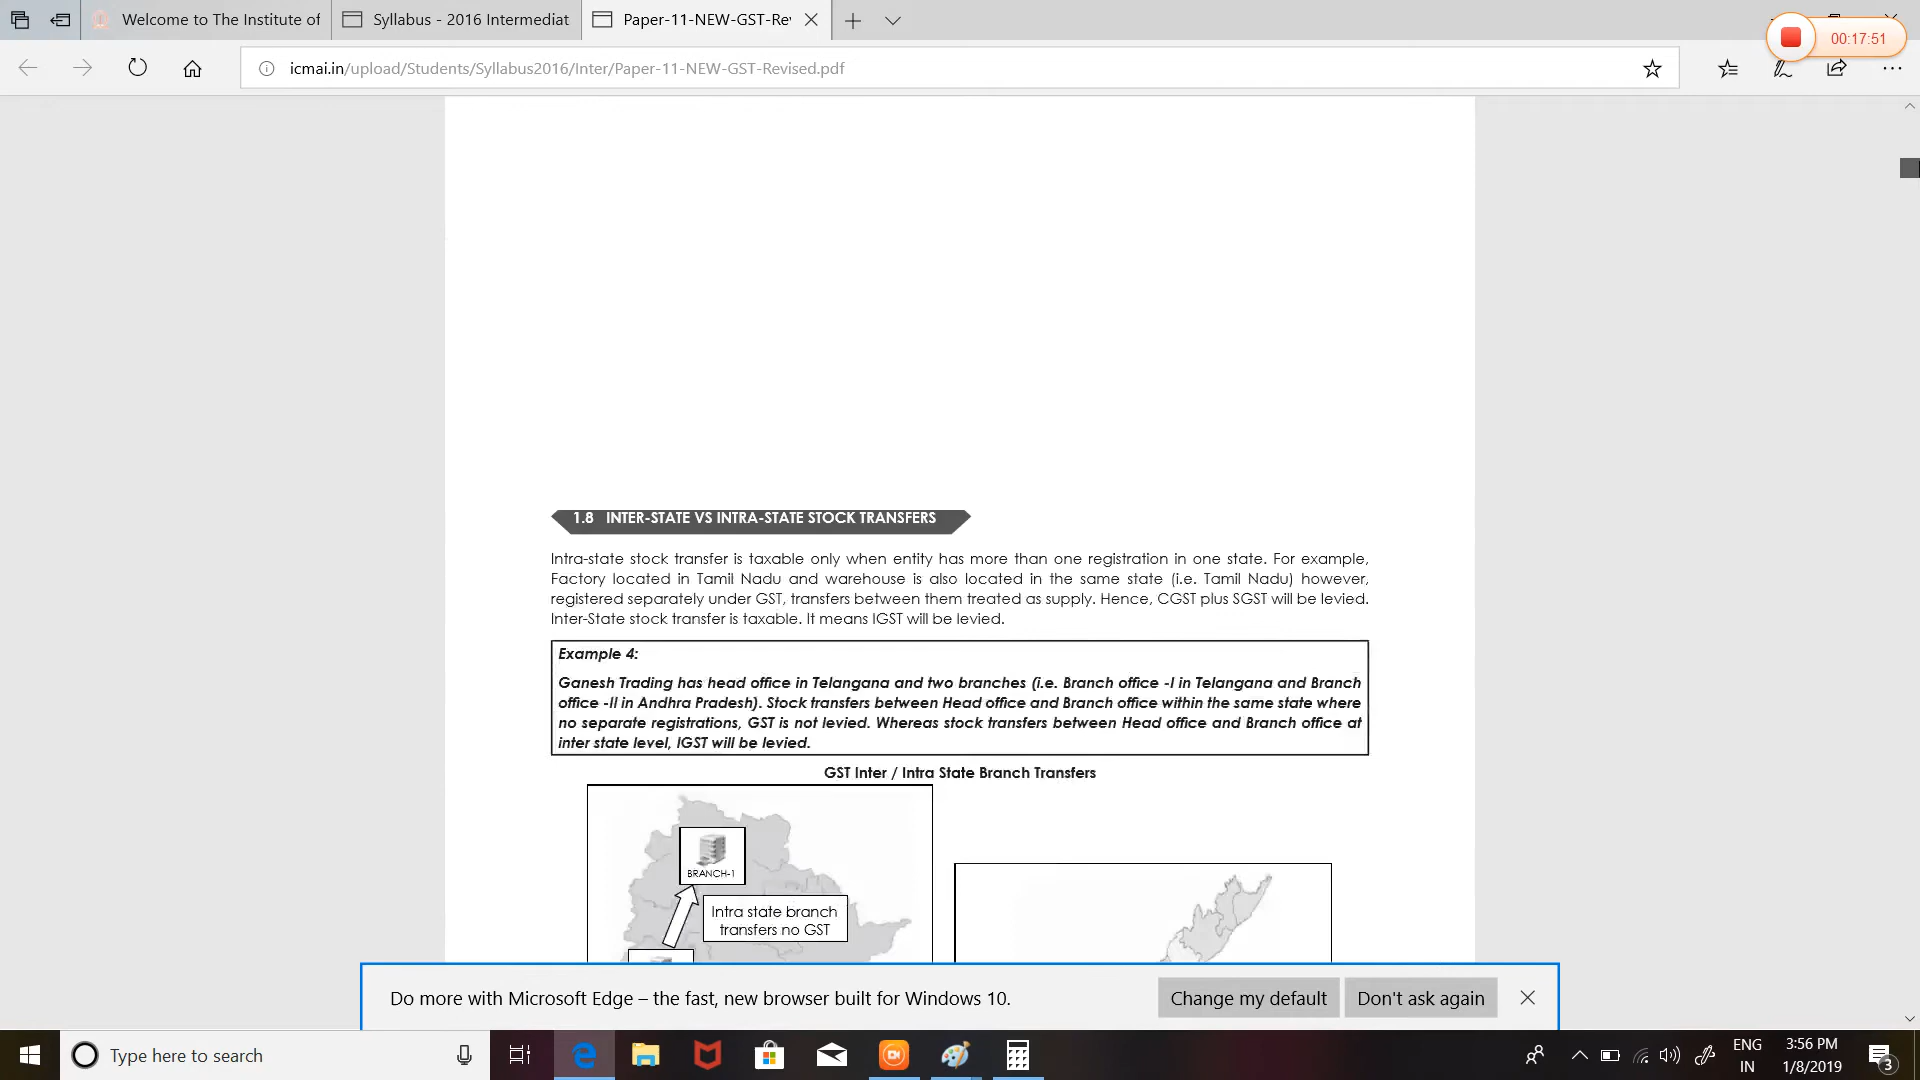 Welcome to The Institute of
Syllabus - 2016 Intermediat
Paper-11-NEW-GST-Rev
00:17:51
icmai.in/upload/Students/Syllabus2016/Inter/Paper-11-NEW-GST-Revised.pdf
1.8 INTER-STATE VS INTRA-STATE STOCK TRANSFERS
Intra-state stock transfer is taxable only when entity has more than one registration in one state. For example,
Factory located in Tamil Nadu and warehouse is also located in the same state (i.e. Tamil Nadu) however,
registered separately under GST, transfers between them treated as supply. Hence, CGST plus SGST will be levied.
Inter-State stock transfer is taxable. It means IGST will be levied.
Example 4:
Ganesh Trading has head office in Telangana and two branches (i.e. Branch office -I in Telangana and Branch
office -II in Andhra Pradesh). Stock transfers between Head office and Branch office within the same state where
no separate registrations, GST is not levied. Whereas stock transfers between Head office and Branch office at
inter state level, IGST will be levied.
GST Inter / Intra State Branch Transfers
BRANCH-1
Intra state branch
transfers no GST
Do more with Microsoft Edge – the fast, new browser built for Windows 10.
Change my default
Don't ask again
Type here to search
ENG
IN
3:56 PM
1/8/2019
3